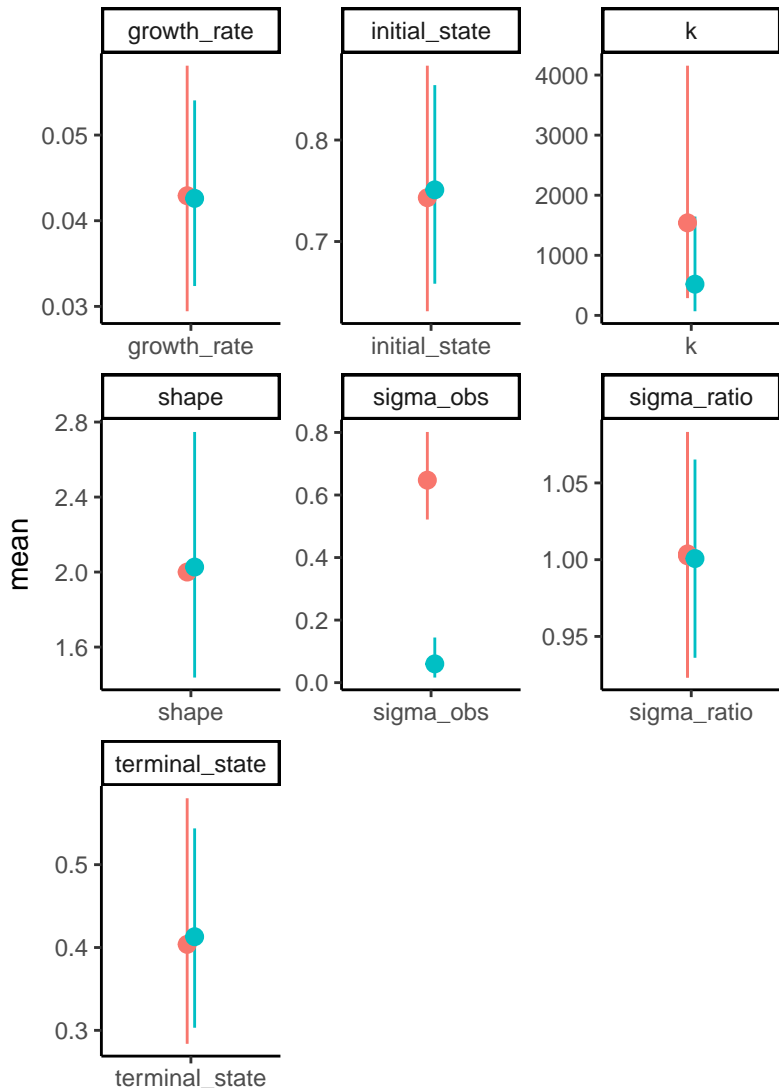 growth_rate
initial_state
k
0.05
0.04
0.03
0.8
0.7
4000
3000
2000
1000
0
growth_rate
initial_state
k
shape
sigma_obs
sigma_ratio
2.8
2.4
2.0
1.6
0.8
0.6
0.4
0.2
0.0
1.05
1.00
0.95
mean
shape
sigma_obs
sigma_ratio
terminal_state
0.5
0.4
0.3
terminal_state